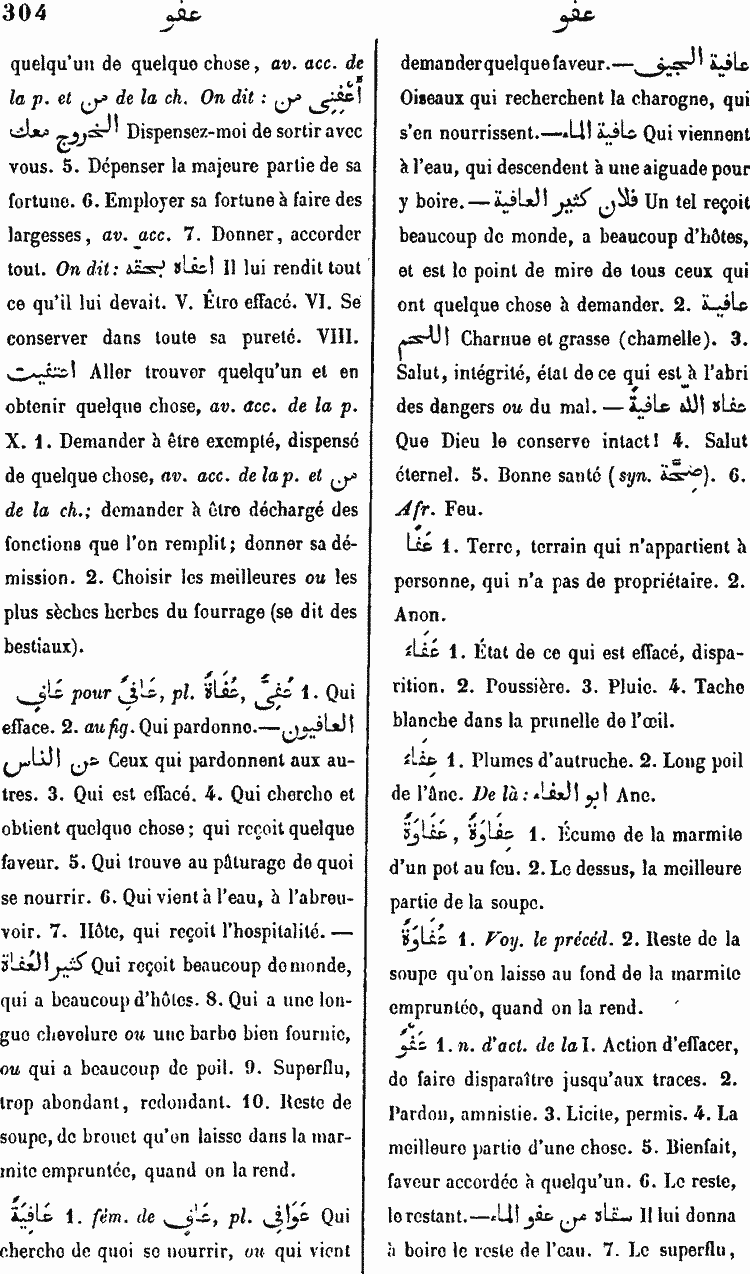 304 عفو عفو
quelqu'un de quelque chose, av. acc. de
la p. et من de la ch. On dit : أَعْفِنِى من
الخروج معك Dispensez-moi de sortir avec
vous. 5. Dépenser la majeure partie de sa
fortune. 6. Employer sa fortune à faire des
largesses, av. acc. 7. Donner, accorder
tout. On dit : اعفاه بحقه Il lui rendit tout
ce qu'il lui devait. V. Être effacé. VI. Se
conserver dans toute sa pureté. VIII.
اعتفيت Aller trouver quelqu'un et en
obtenir quelque chose, av. acc. de la p.
X. 1. Demander à être exempté, dispensé
de quelque chose, av. acc. de la p. et من
de la ch.; demander à être déchargé des
fonctions que l'on remplit; donner sa dé-
mission. 2. Choisir les meilleures ou les
plus sèches herbes du fourrage (se dit des
bestiaux).
عَافٍ pour عَافِىٌ, pl. عُفَاةٌ, عُفِىٌّ 1. Qui
efface. 2. au fig. Qui pardonne.—العافيون
عن الناس Ceux qui pardonnent aux au-
tres. 3. Qui est effacé. 4. Qui cherche et
obtient quelque chose; qui reçoit quelque
faveur. 5. Qui trouve au pâturage de quoi
se nourrir. 6. Qui vient à l'eau, à l'abreu-
voir. 7. Hôte, qui reçoit l'hospitalité. —
كثير العُفاة Qui reçoit beaucoup de monde,
qui a beaucoup d'hôtes. 8. Qui a une lon-
gue chevelure ou une barbe bien fournie,
ou qui a beaucoup de poil. 9. Superflu,
trop abondant, redondant. 10. Reste de
soupe, de brouet qu'on laisse dans la mar-
mite empruntée, quand on la rend.
عَافِيَةٌ 1. fém. de عَافٍ, pl. عَوَافِى Qui
cherche de quoi se nourrir, ou qui vient
demander quelque faveur.—عافية الجيف
Oiseaux qui recherchent la charogne, qui
s'en nourrissent.—عافية الماء Qui viennent
à l'eau, qui descendent à une aiguade pour
y boire.—فلان كثير العافية Un tel reçoit
beaucoup de monde, a beaucoup d'hôtes,
et est le point de mire de tous ceux qui
ont quelque chose à demander. 2. عافية
اللحم Charnue et grasse (chamelle). 3.
Salut, intégrité, état de ce qui est à l'abri
des dangers ou du mal. — عفاه اللّٰه عافيةً
Que Dieu le conserve intact! 4. Salut
éternel. 5. Bonne santé (syn. صِحَّة). 6.
Afr. Feu.
عَفًا 1. Terre, terrain qui n'appartient à
personne, qui n'a pas de propriétaire. 2.
Anon.
عَفَاء 1. État de ce qui est effacé, dispa-
rition. 2. Poussière. 3. Pluie. 4. Tache
blanche dans la prunelle de l'œil.
عِفَاء 1. Plumes d'autruche. 2. Long poil
de l'âne. De là : ابو العفاء Ane.
عِفَاوَةٌ, عَفَاوَةٌ 1. Écume de la marmite
d'un pot au feu. 2. Le dessus, la meilleure
partie de la soupe.
عُفَاوَةٌ 1. Voy. le précéd. 2. Reste de la
soupe qu'on laisse au fond de la marmite
empruntée, quand on la rend.
عَفْوٌ 1. n. d'act. de la I. Action d'effacer,
de faire disparaître jusqu'aux traces. 2.
Pardon, amnistie. 3. Licite, permis. 4. La
meilleure partie d'une chose. 5. Bienfait,
faveur accordée à quelqu'un. 6. Le reste,
le restant.—سقاه من عفو الماء Il lui donna
à boire le reste de l'eau. 7. Le superflu,